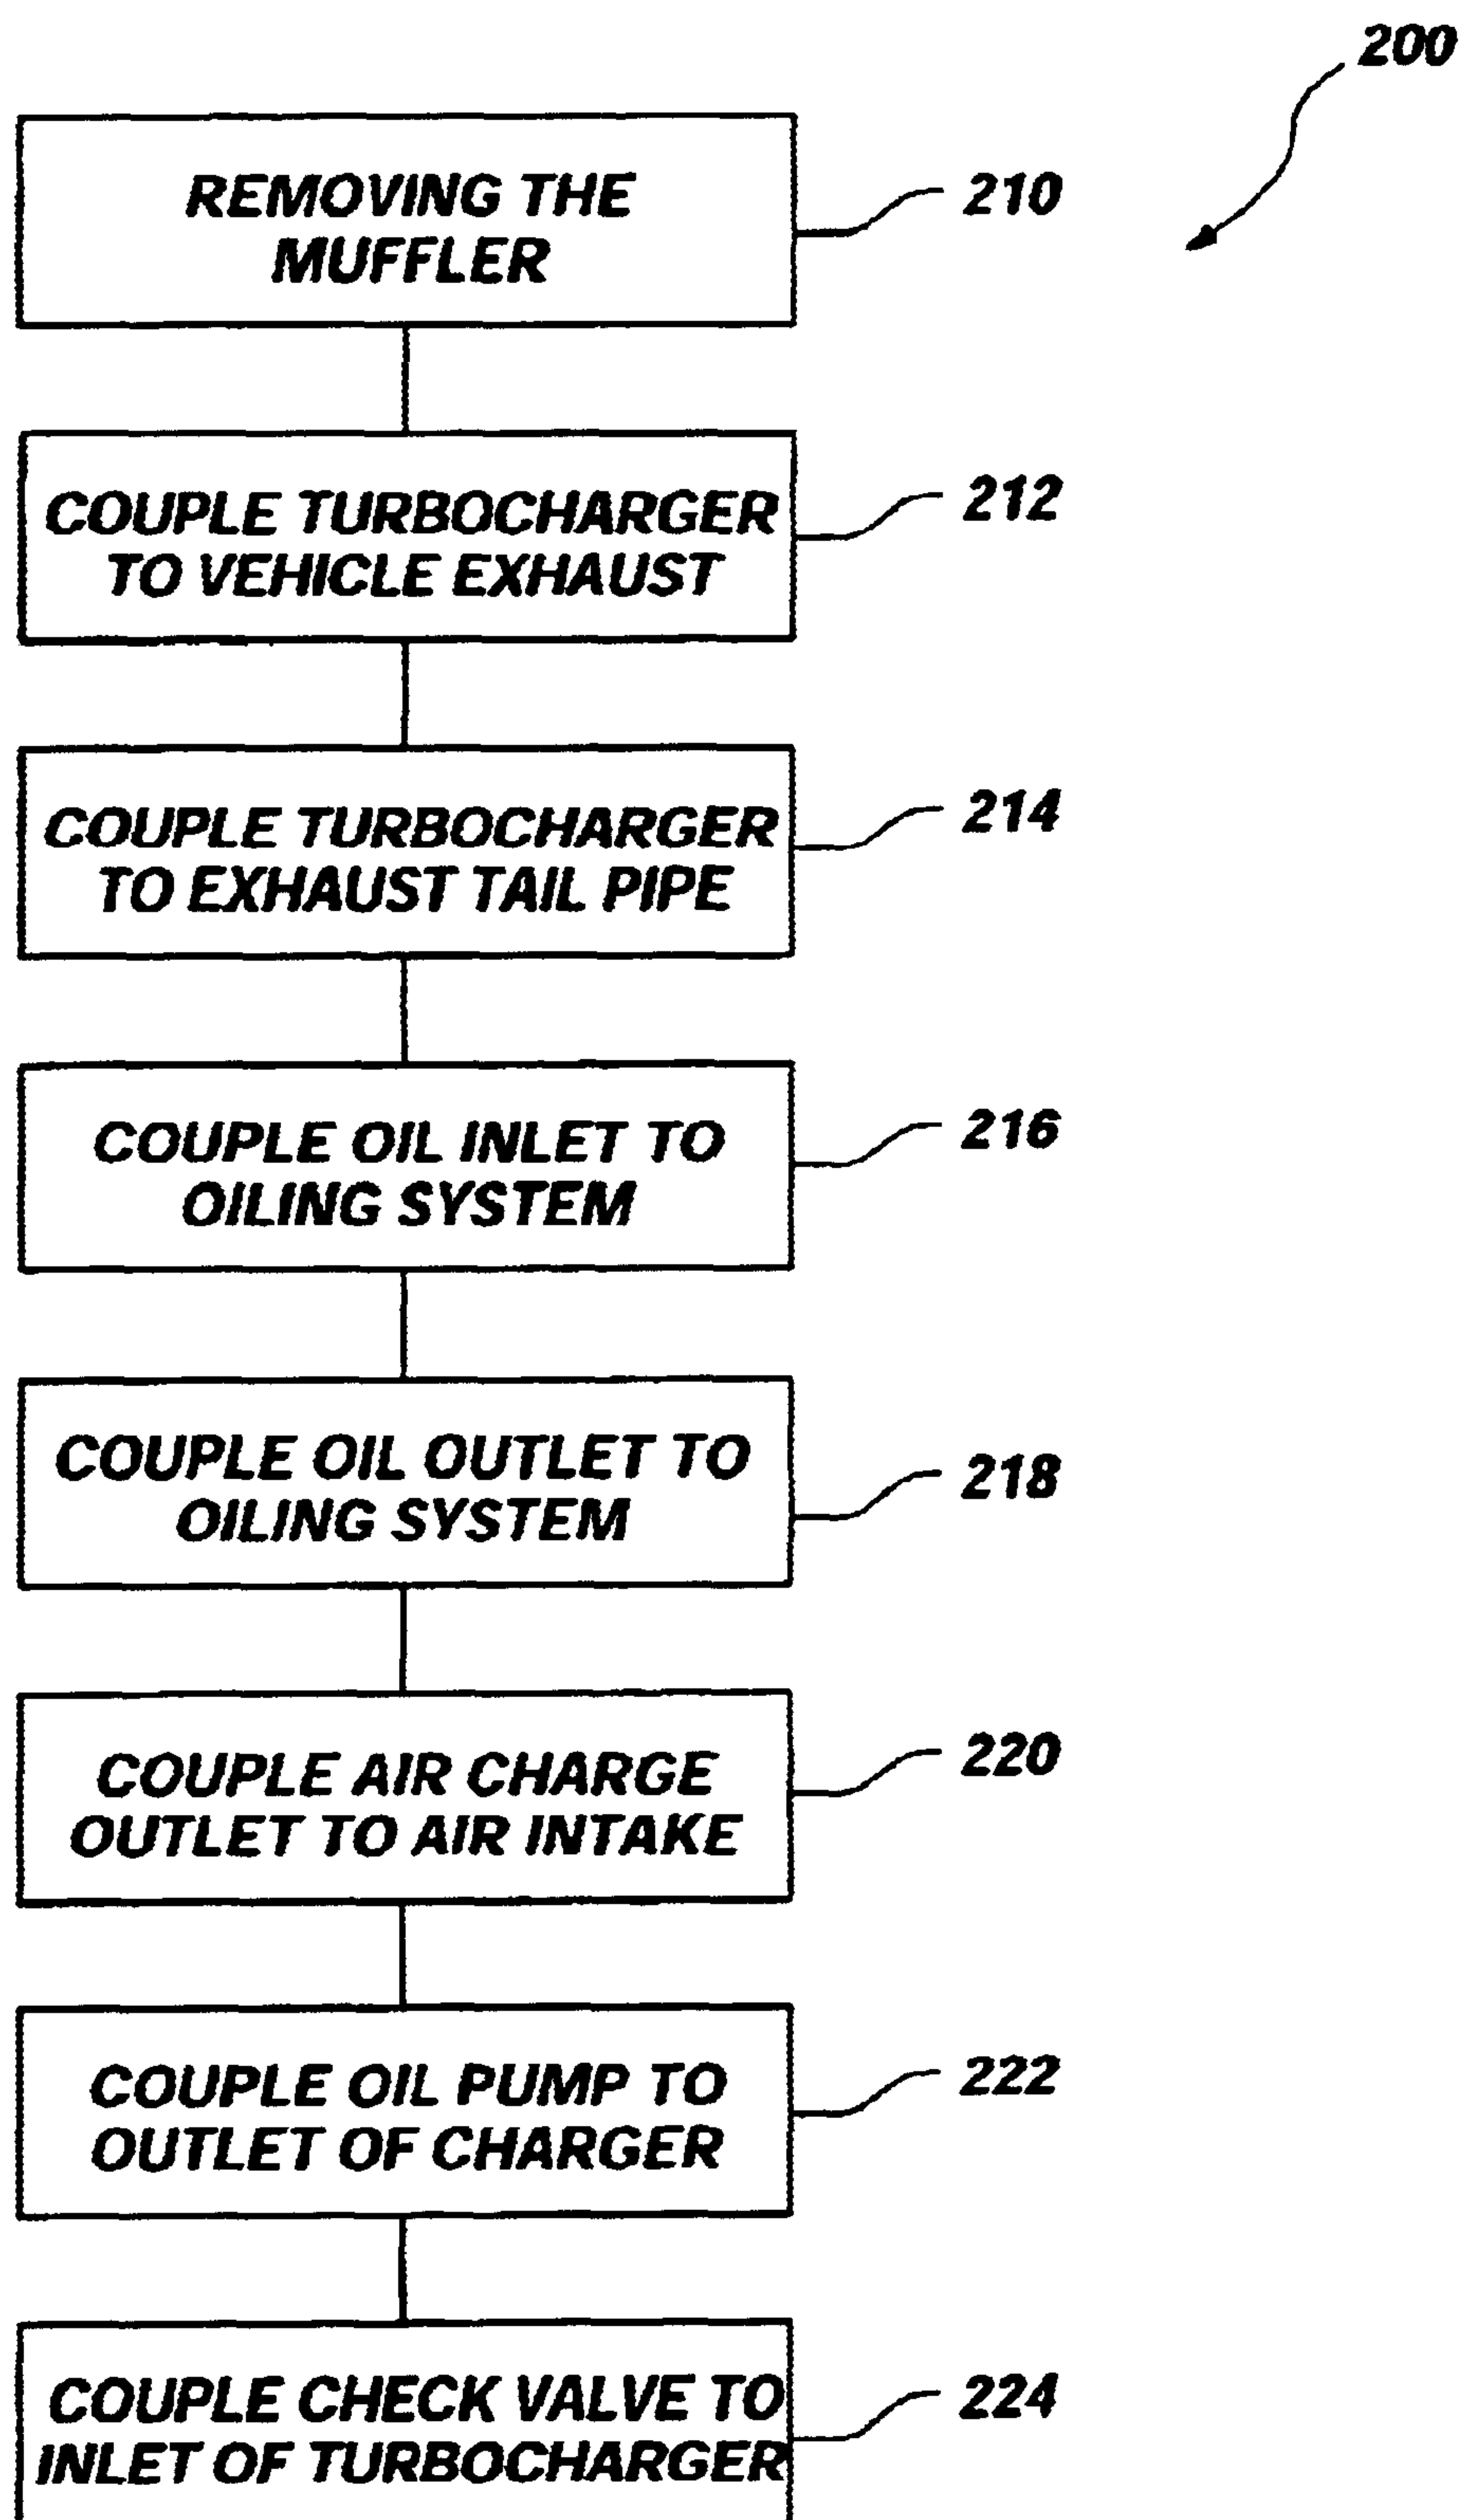 200
REMOVING THE
MUFFLER
210
COUPLE TURBOCHARGER
TO VEHICLE EXHAUST
212
COUPLE TURBOCHARGER
TO EXHAUST TAIL PIPE
214
COUPLE OIL INLET TO
OILING SYSTEM
216
COUPLE OIL OUTLET TO
OILING SYSTEM
218
COUPLE AIR CHARGE
OUTLET TO AIR INTAKE
220
COUPLE OIL PUMP TO
OUTLET OF CHARGER
222
COUPLE CHECK VALVE TO
INLET OF TURBOCHARGER
224